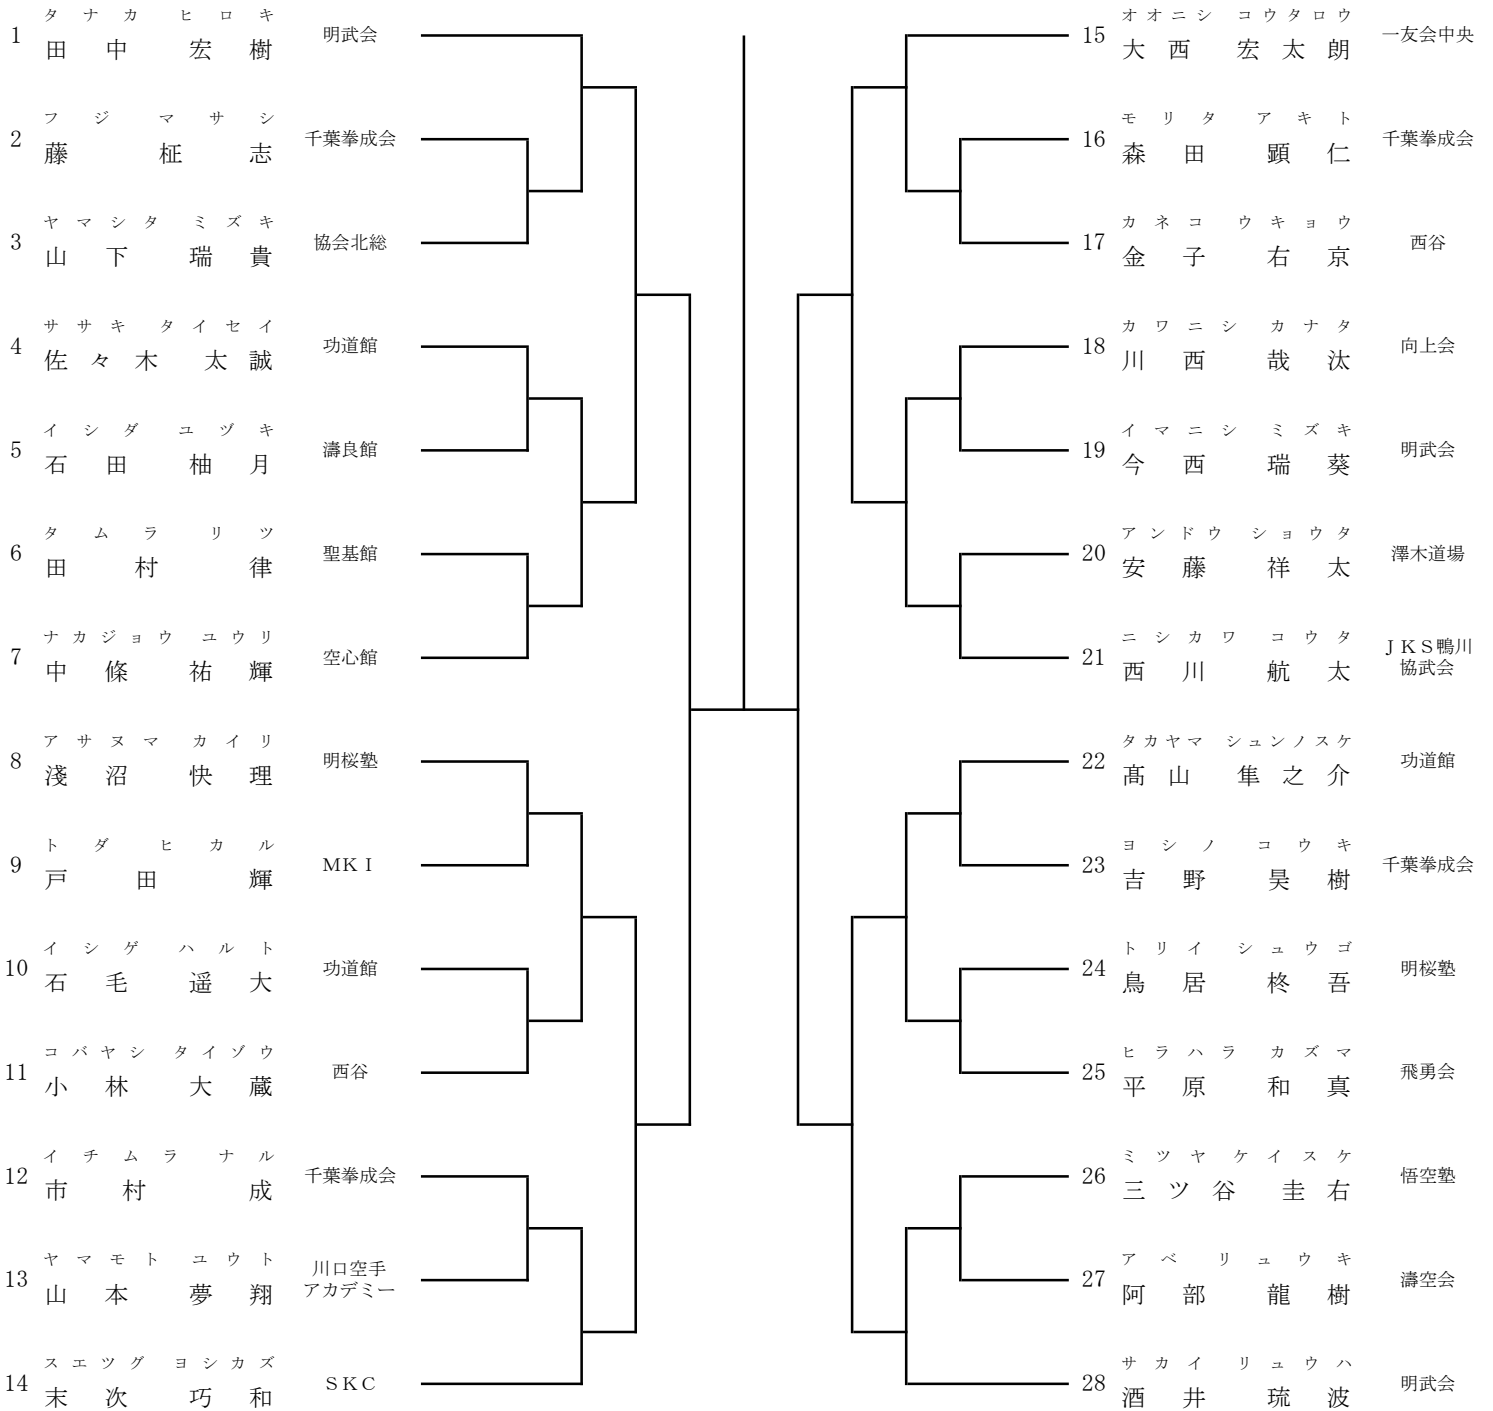 タナカ ヒロキ
1 田中 宏樹 明武会
フジ マサシ
2 藤 柾志 千葉拳成会
ヤマシタ ミズキ
3 山下 瑞貴 協会北総
ササキ タイセイ
4 佐々木 太誠 功道館
イシダ ユヅキ
5 石田 柚月 濤良館
タムラ リツ
6 田村 律 聖基館
ナカジョウ ユウリ
7 中條 祐輝 空心館
アサヌマ カイリ
8 淺沼 快理 明桜塾
トダ ヒカル
9 戸田 輝 MKI
イシゲ ハルト
10 石毛 遥大 功道館
コバヤシ タイゾウ
11 小林 大蔵 西谷
イチムラ ナル
12 市村 成 千葉拳成会
ヤマモト ユウト
13 山本 夢翔 川口空手
アカデミー
スエツグ ヨシカズ
14 末次 巧和 SKC
オオニシ コウタロウ
15 大西 宏太朗 一友会中央
モリタ アキト
16 森田 顕仁 千葉拳成会
カネコ ウキョウ
17 金子 右京 西谷
カワニシ カナタ
18 川西 哉汰 向上会
イマニシ ミズキ
19 今西 瑞葵 明武会
アンドウ ショウタ
20 安藤 祥太 澤木道場
ニシカワ コウタ
21 西川 航太 JKS鴨川
協武会
タカヤマ シュンノスケ
22 髙山 隼之介 功道館
ヨシノ コウキ
23 吉野 昊樹 千葉拳成会
トリイ シュウゴ
24 鳥居 柊吾 明桜塾
ヒラハラ カズマ
25 平原 和真 飛勇会
ミツヤ ケイスケ
26 三ツ谷 圭右 悟空塾
アベ リュウキ
27 阿部 龍樹 濤空会
サカイ リュウハ
28 酒井 琉波 明武会